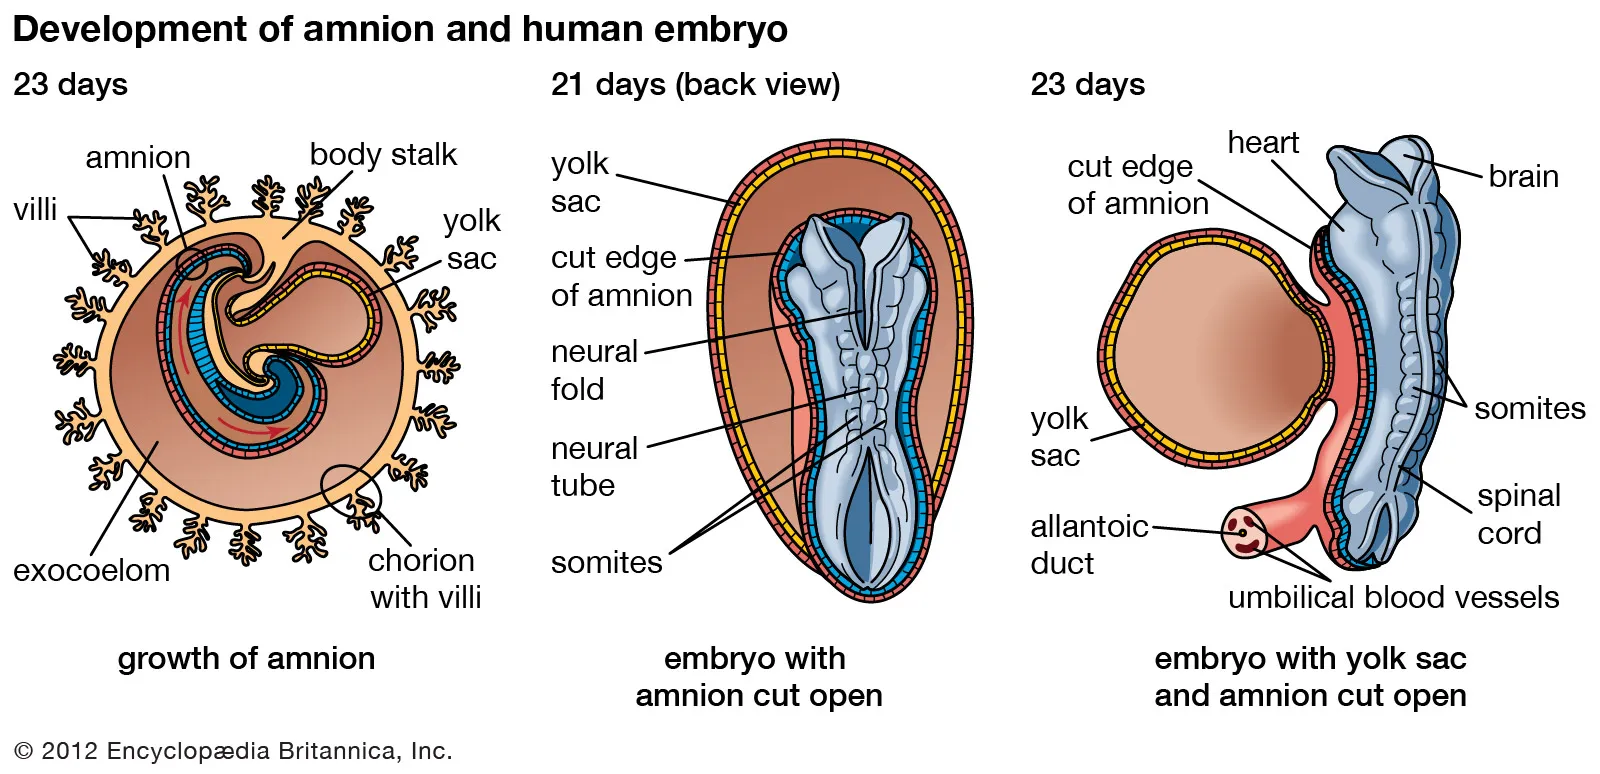 Development of amnion and human embryo
23 days
amnion
body stalk
villi
yolk
sac
exocoelom
chorion
with villi
growth of amnion
21 days (back view)
yolk
sac
cut edge
of amnion
neural
fold
neural
tube
somites
embryo with
amnion cut open
23 days
heart
cut edge
of amnion
brain
yolk
sac
somites
allantoic
duct
spinal
cord
umbilical blood vessels
embryo with yolk sac
and amnion cut open
© 2012 Encyclopædia Britannica, Inc.